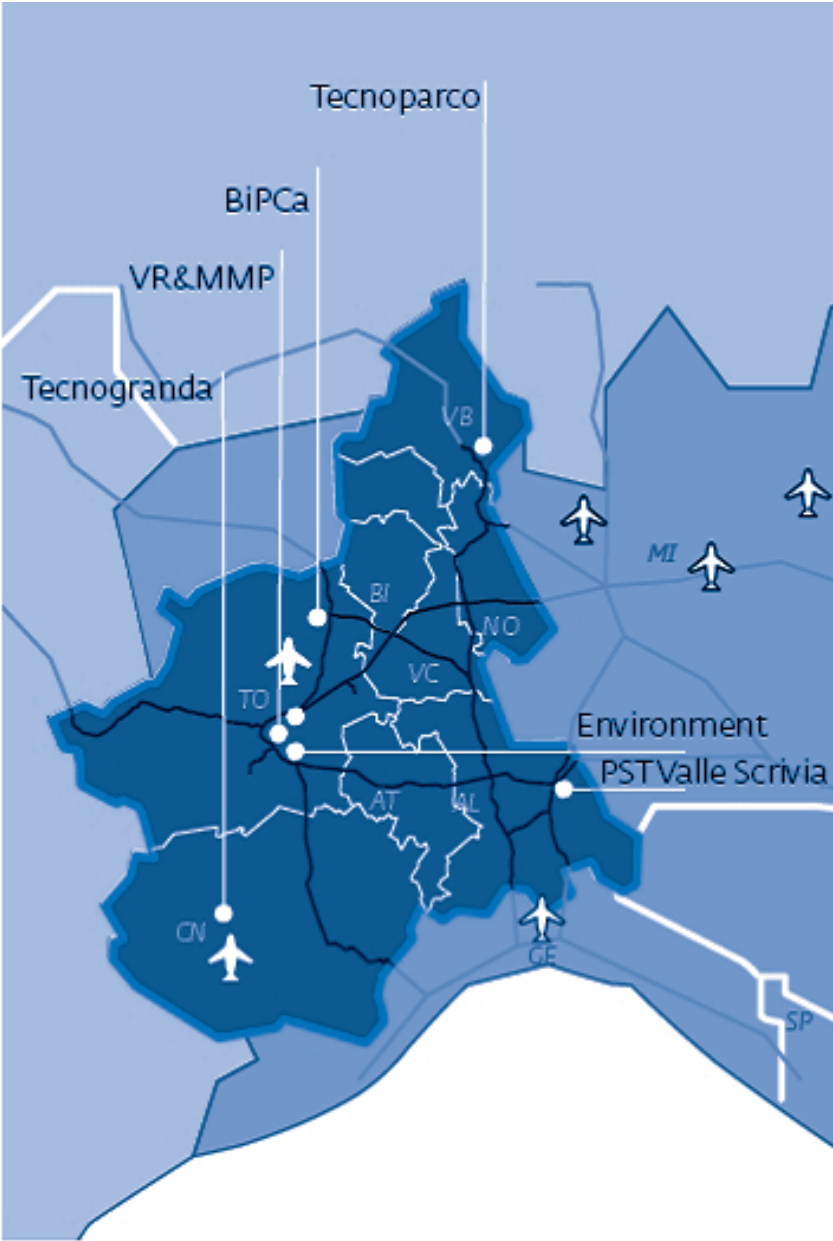 Tecnoparco
BiPCa
VR&MMP
Tecnogranda
VB
MI
BI
NO
VC
TO
Environment
PST Valle Scrivia
AT
AL
CN
GE
SP